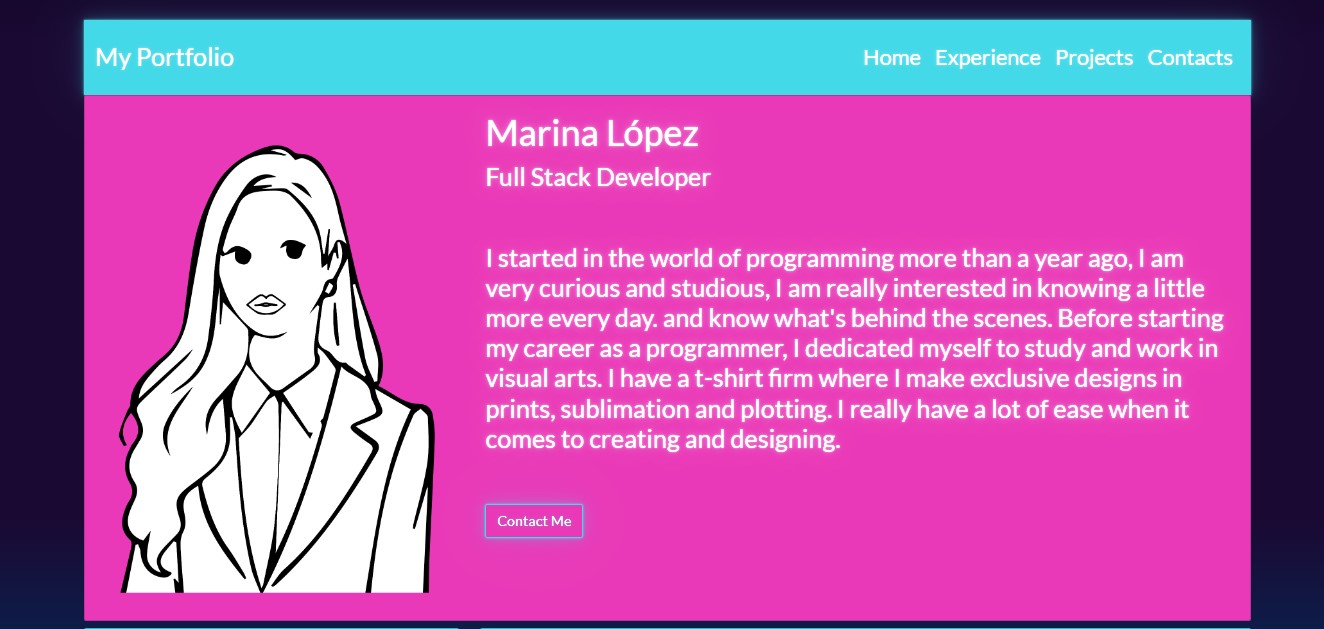 My Portfolio
Home Experience Projects Contacts
Marina López
Full Stack Developer
I started in the world of programming more than a year ago, I am
very curious and studious, I am really interested in knowing a little
more every day. and know what's behind the scenes. Before starting
my career as a programmer, I dedicated myself to study and work in
visual arts. I have a t-shirt firm where I make exclusive designs in
prints, sublimation and plotting. I really have a lot of ease when it
comes to creating and designing.
Contact Me